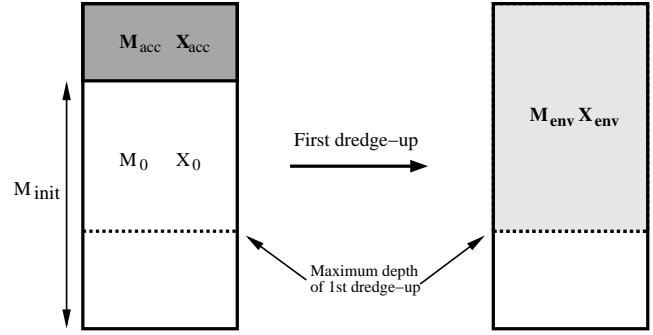 M_acc X_acc
M_env X_env
First dredge−up
M_0 X_0
M_init
Maximum depth
of 1st dredge−up